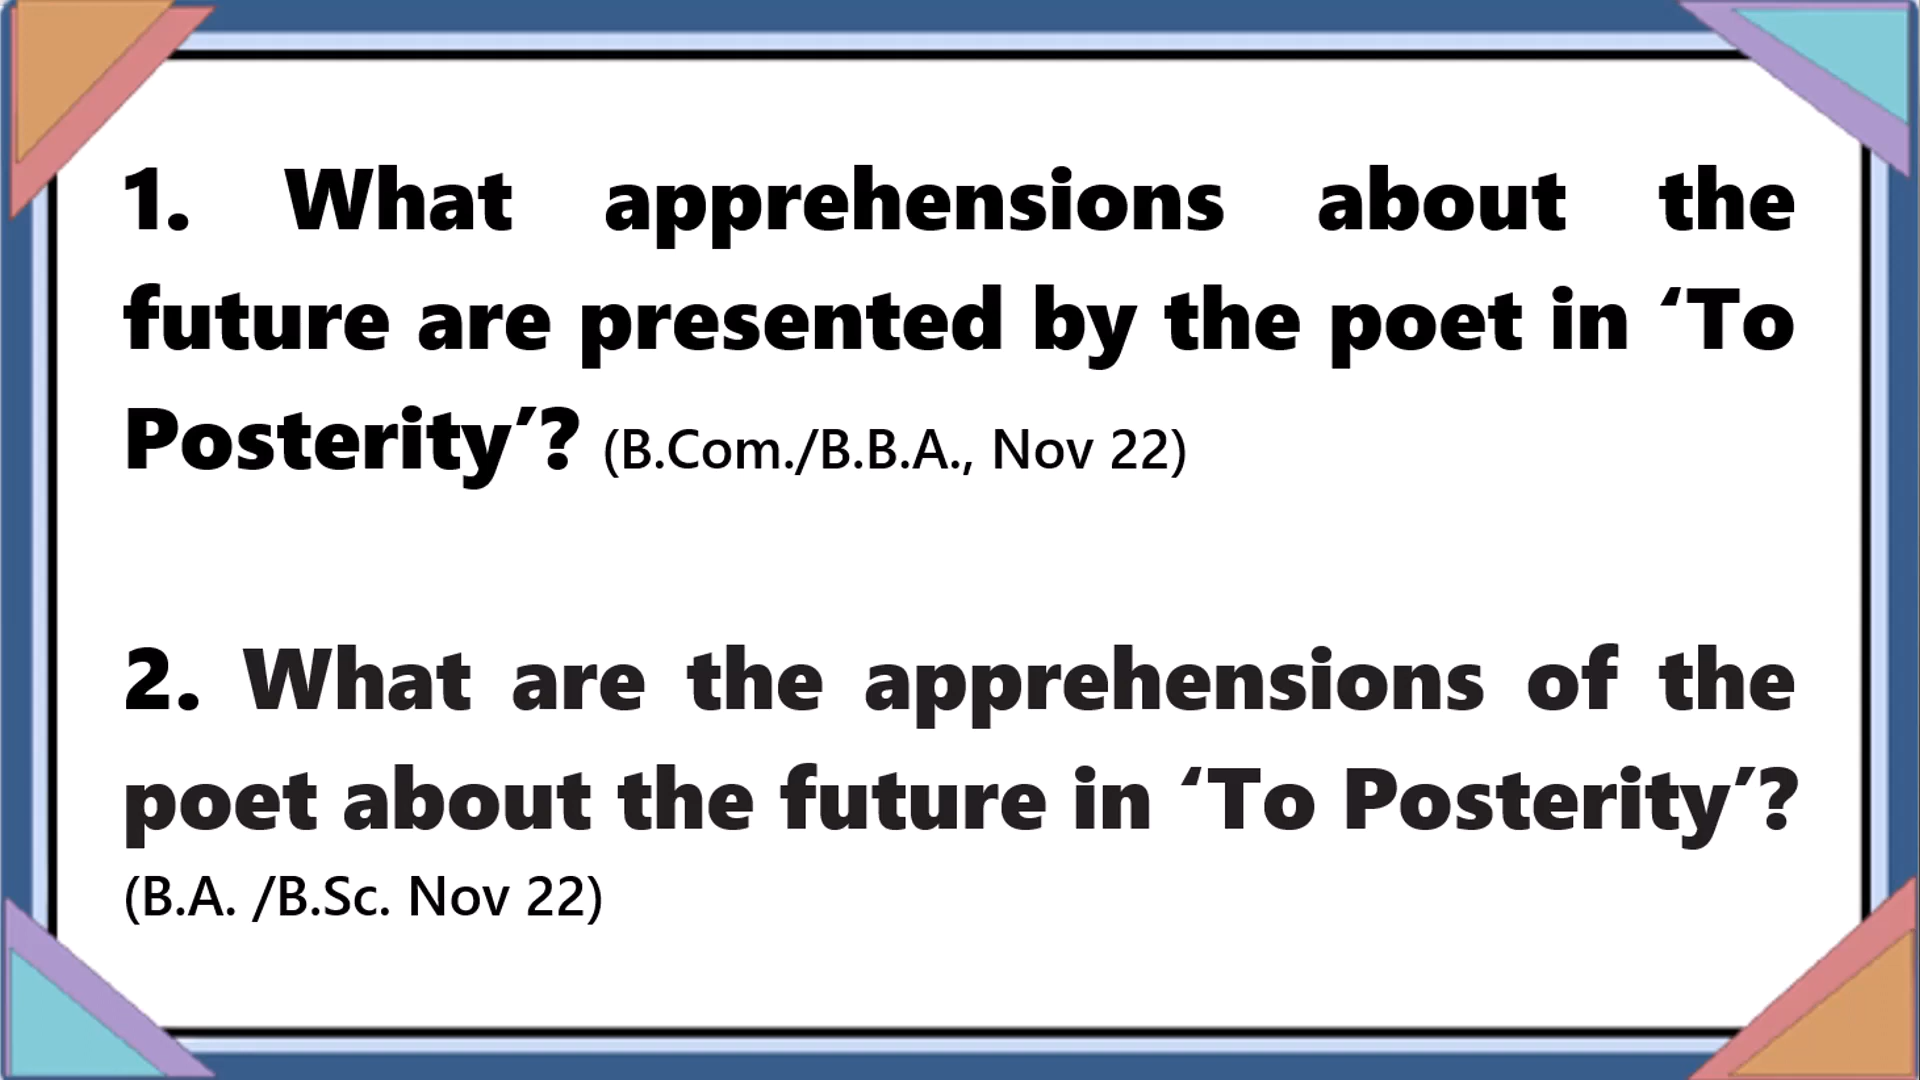 1. What apprehensions about the
future are presented by the poet in ‘To
Posterity’? (B.Com./B.B.A., Nov 22)
2. What are the apprehensions of the
poet about the future in ‘To Posterity’?
(B.A. /B.Sc. Nov 22)